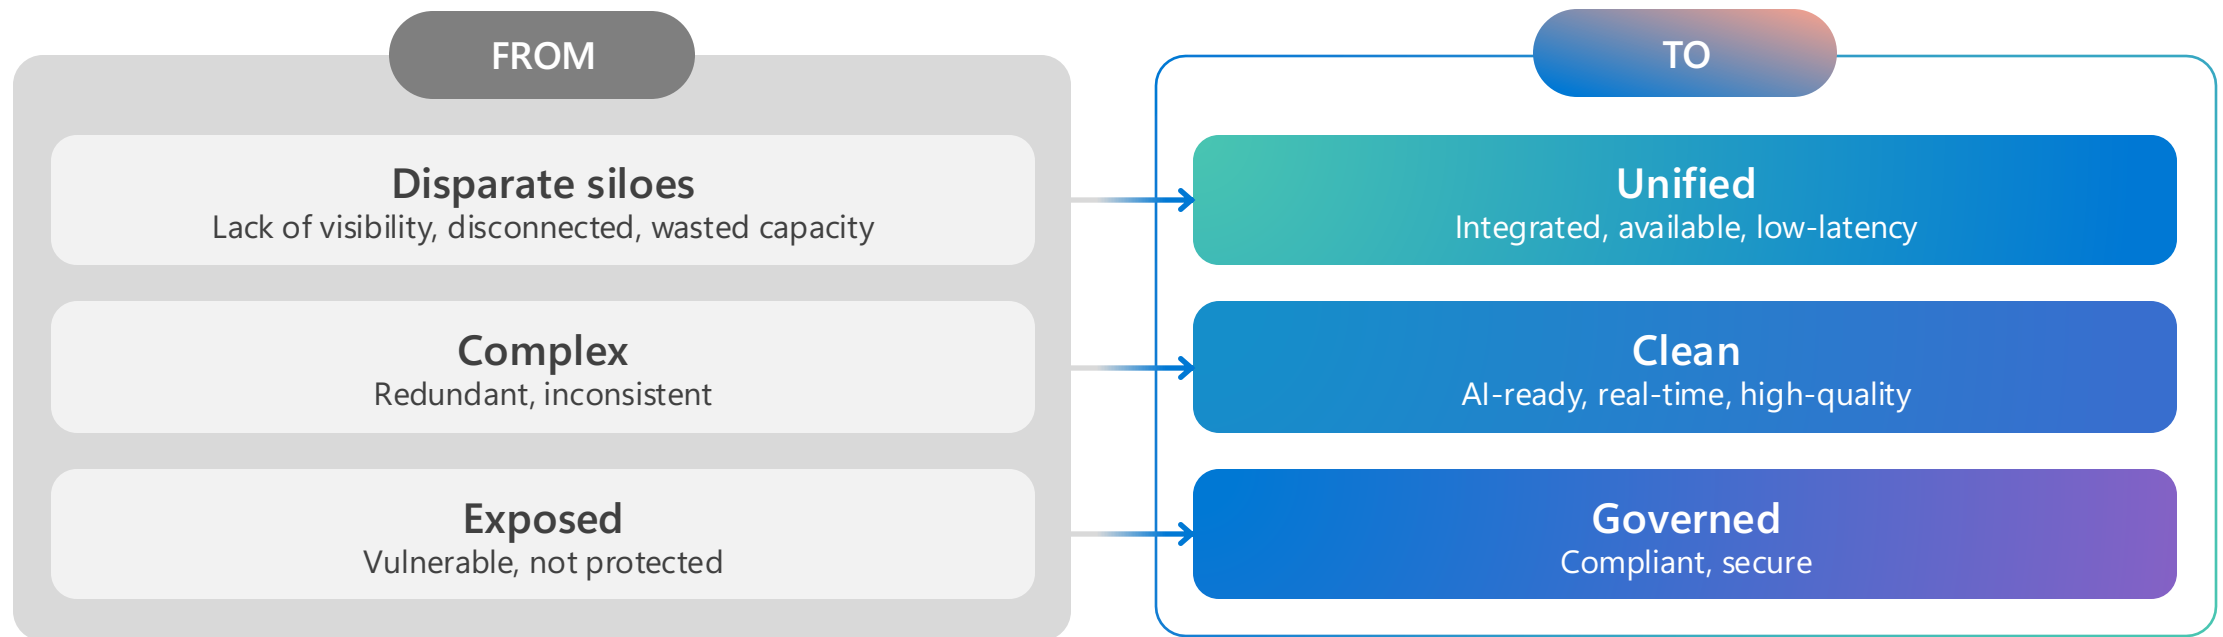 FROM
Disparate siloes
Lack of visibility, disconnected, wasted capacity
Complex
Redundant, inconsistent
Exposed
Vulnerable, not protected
TO
Unified
Integrated, available, low-latency
Clean
AI-ready, real-time, high-quality
Governed
Compliant, secure